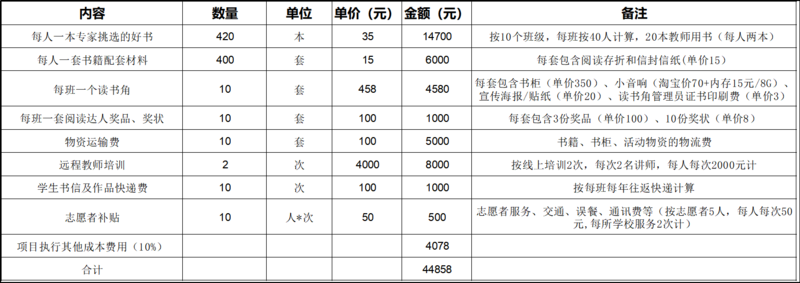 内容 数量 单位 单价（元） 金额（元） 备注
每人一本专家挑选的好书 420 本 35 14700 按10个班级，每班按40人计算，20本教师用书（每人两本）
每人一套书籍配套材料 400 套 15 6000 每套包含阅读存折和信封信纸(单价15)
每班一个读书角 10 套 458 4580 每套包含书柜（单价350）、小音响（淘宝价70+内存15元/8G）、
宣传海报/贴纸（单价20）、读书角管理员证书印刷费（单价3）
每班一套阅读达人奖品、奖状 10 套 100 1000 每套包含3份奖品（单价100）、10份奖状（单价8）
物资运输费 10 套 100 5000 书籍、书柜、活动物资的物流费
远程教师培训 2 次 4000 8000 按线上培训2次，每次2名讲师，每人每次2000元计
学生书信及作品快递费 10 次 100 1000 按每班每年往返快递计算
志愿者补贴 10 人*次 50 500 志愿者服务、交通、误餐、通讯费等（按志愿者5人，每人每次50
元,每所学校服务2次计）
项目执行其他成本费用（10%） 4078
合计 44858